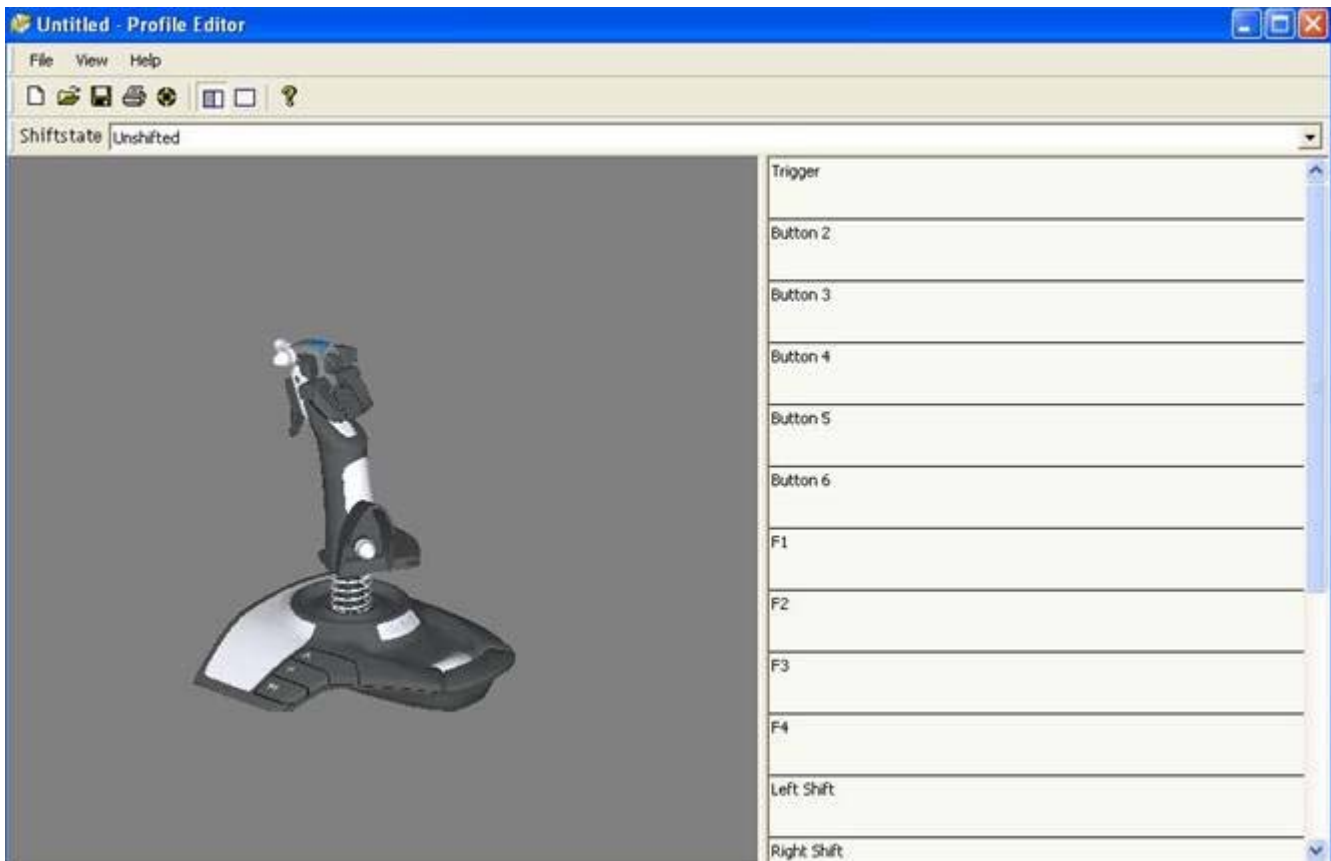 Untitled - Profile Editor
File View Help
Shiftstate Unshifted
Trigger
Button 2
Button 3
Button 4
Button 5
Button 6
F1
F2
F3
F4
Left Shift
Right Shift